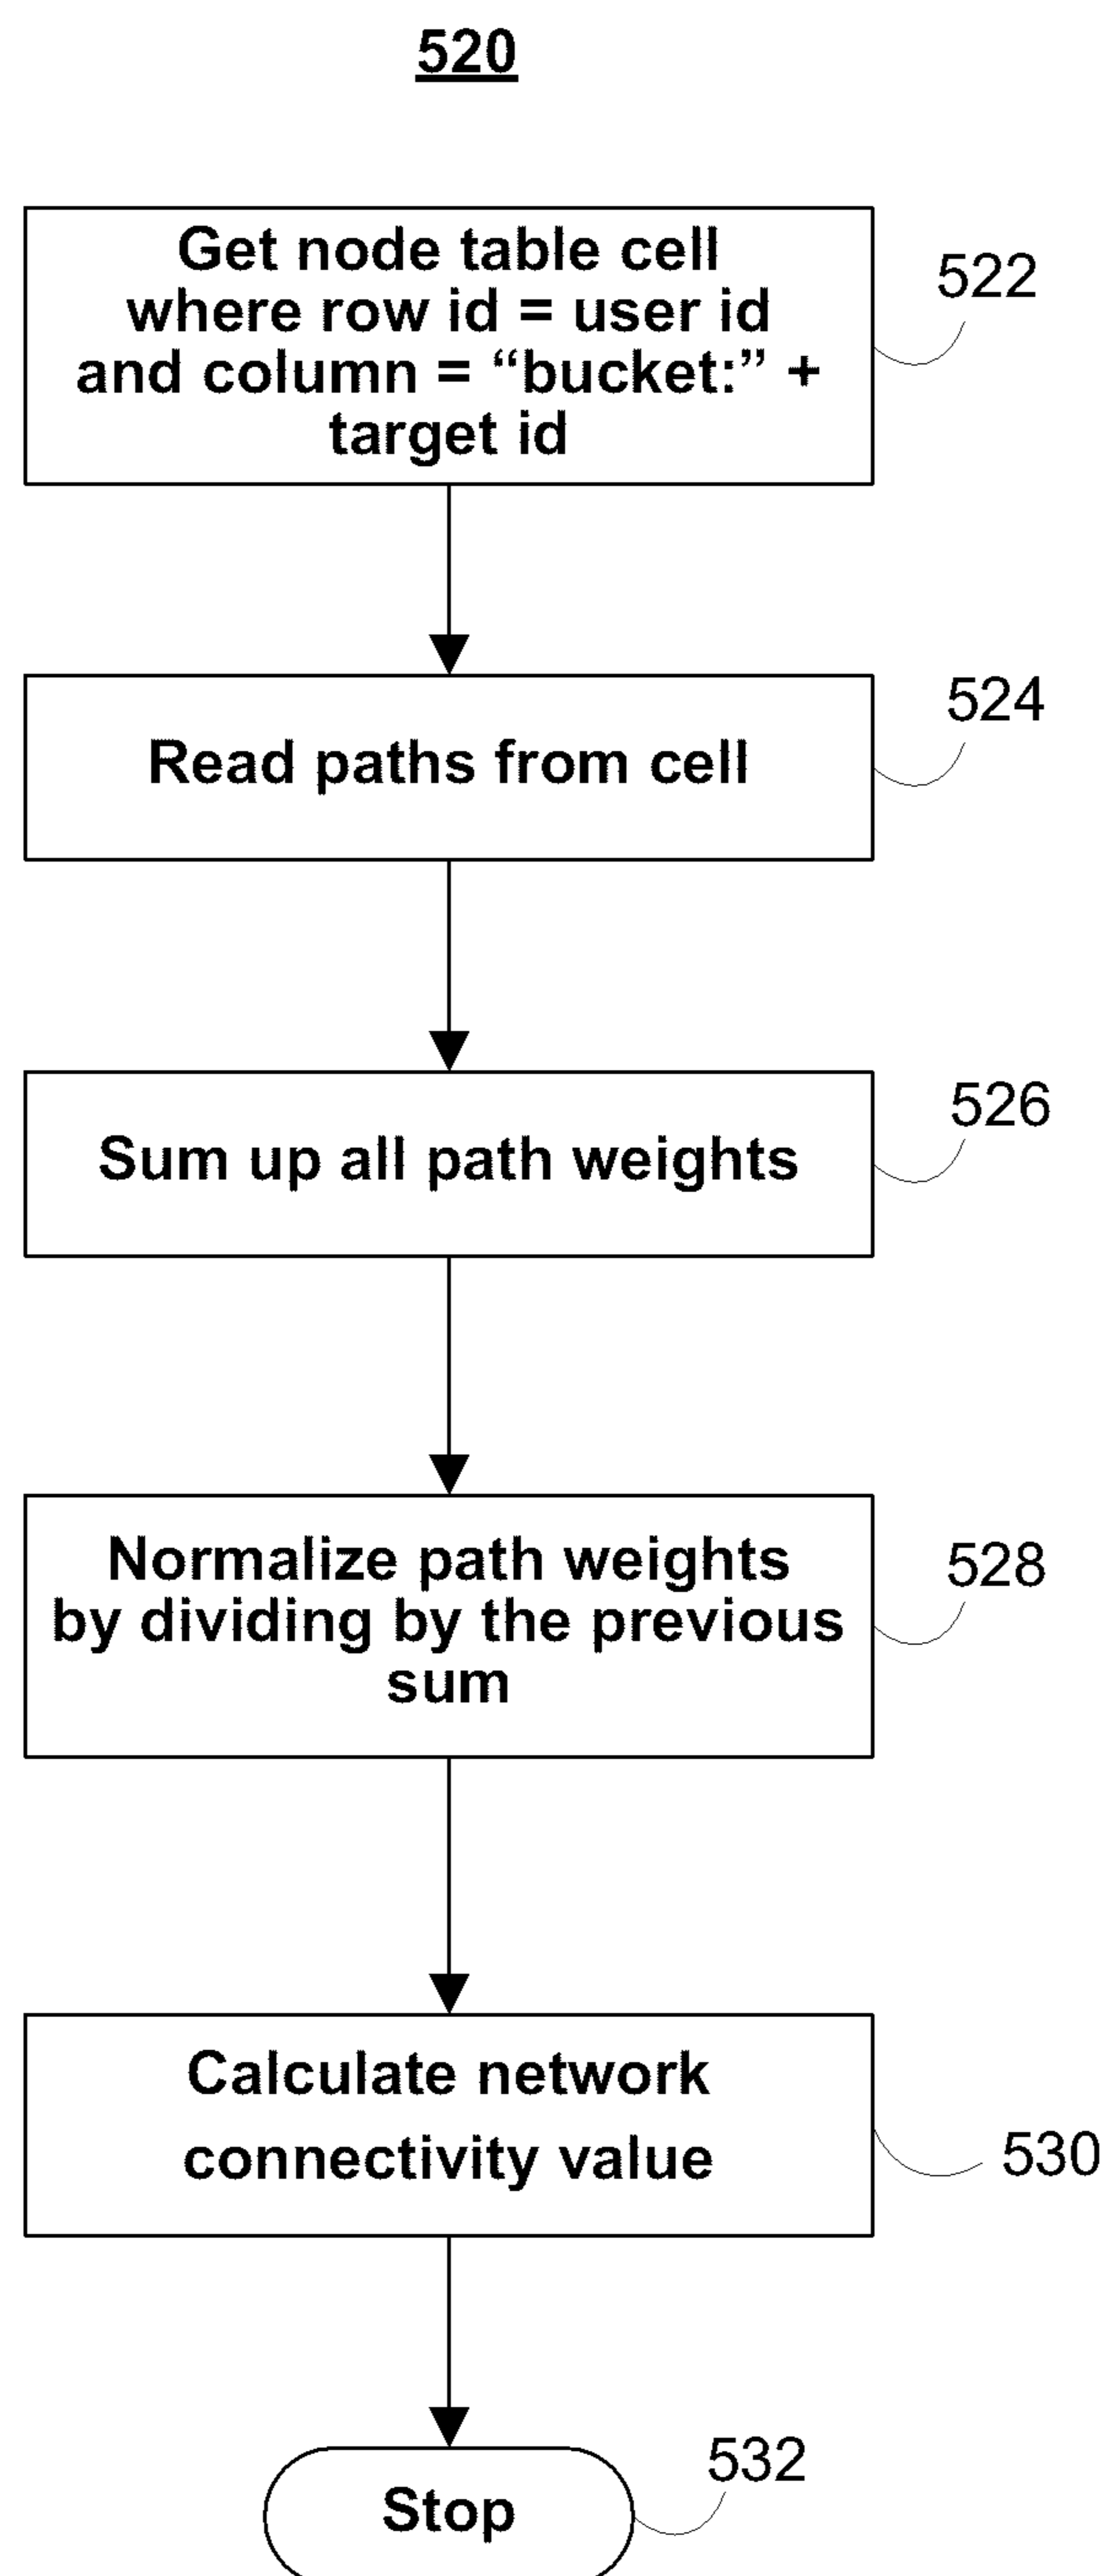 520
Get node table cell
where row id = user id
and column = “bucket:” +
target id
522
Read paths from cell
524
Sum up all path weights
526
Normalize path weights
by dividing by the previous
sum
528
Calculate network
connectivity value
530
Stop
532